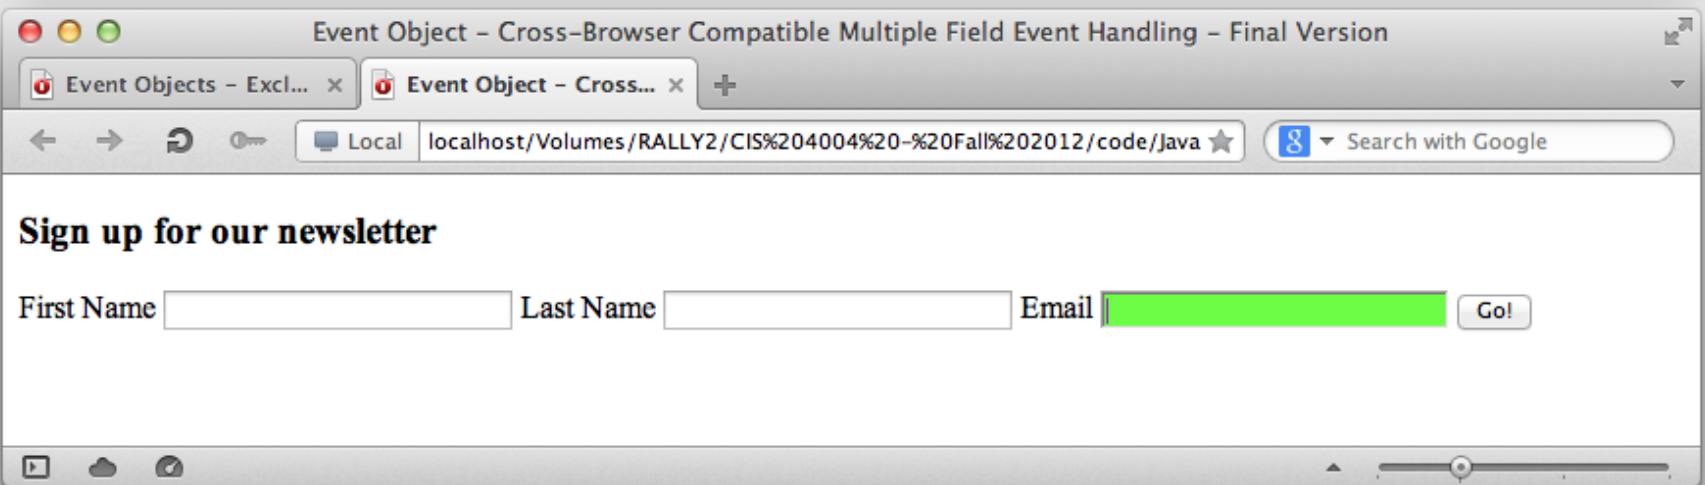 Event Object – Cross–Browser Compatible Multiple Field Event Handling – Final Version
Event Objects – Excl... Event Object – Cross...
Local localhost/Volumes/RALLY2/CIS%204004%20-%20Fall%202012/code/Java Search with Google
Sign up for our newsletter
First Name Last Name Email Go!